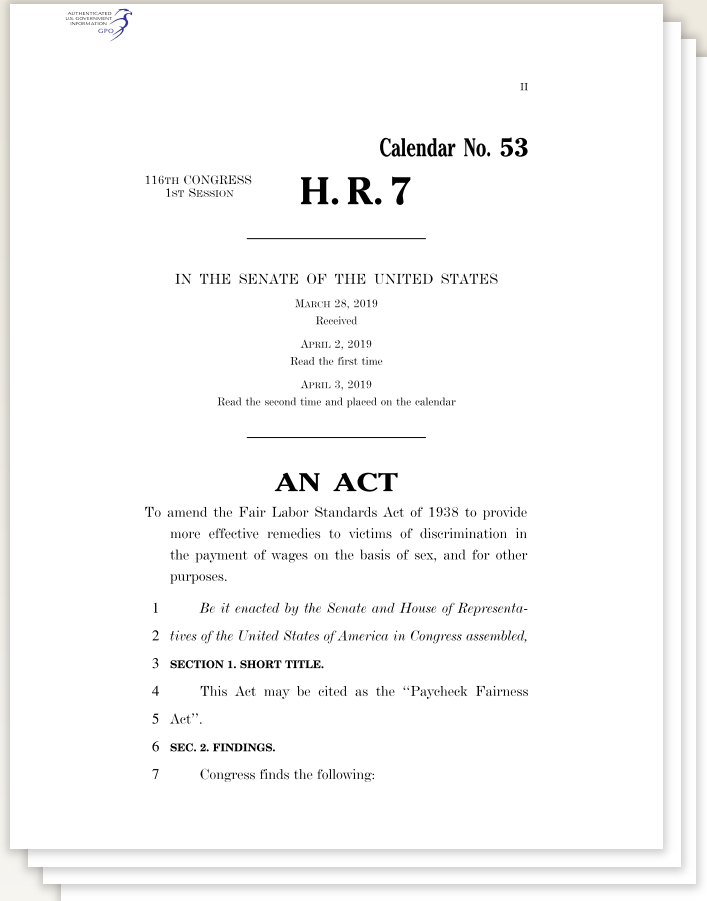 AUTHENTICATED
U.S. GOVERNMENT
INFORMATION
GPO
II
Calendar No. 53
116TH CONGRESS
1ST SESSION
H. R. 7
IN THE SENATE OF THE UNITED STATES
MARCH 28, 2019
Received
APRIL 2, 2019
Read the first time
APRIL 3, 2019
Read the second time and placed on the calendar
AN ACT
To amend the Fair Labor Standards Act of 1938 to provide
more effective remedies to victims of discrimination in
the payment of wages on the basis of sex, and for other
purposes.
1 Be it enacted by the Senate and House of Representa-
2 tives of the United States of America in Congress assembled,
3 SECTION 1. SHORT TITLE.
4 This Act may be cited as the ‘‘Paycheck Fairness
5 Act’’.
6 SEC. 2. FINDINGS.
7 Congress finds the following: